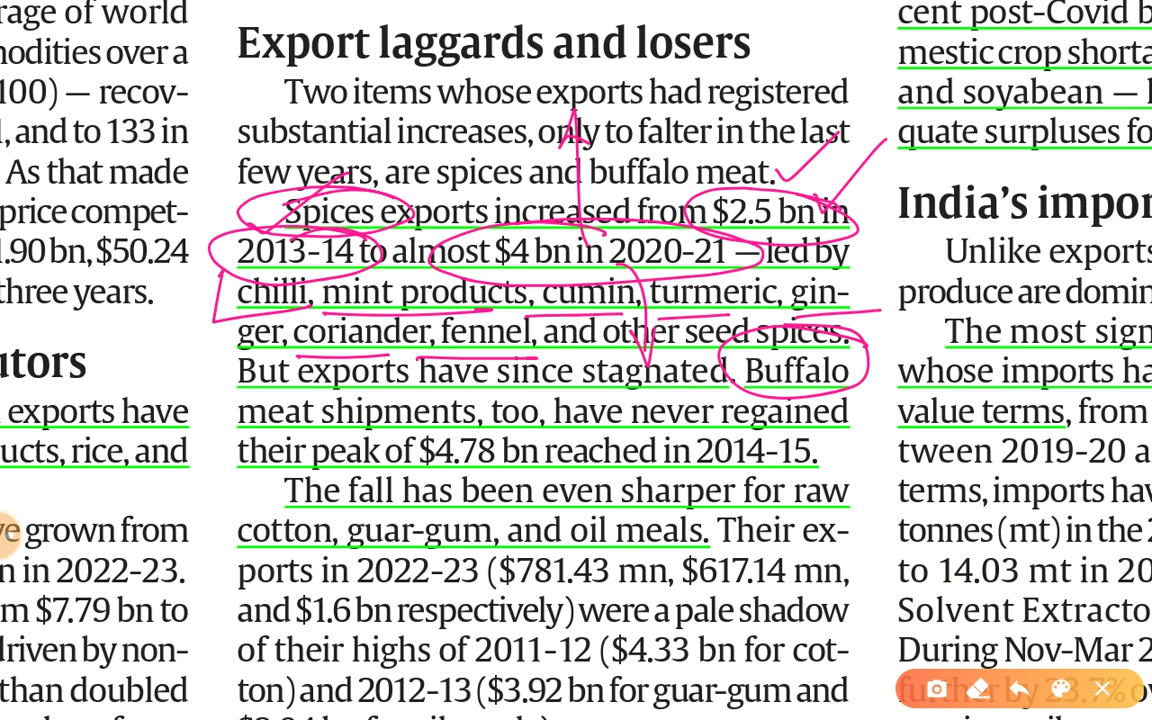 rage of world
nodities over a
100) — recov-
, and to 133 in
As that made
price compet-
1.90 bn, $50.24
three years.
utors
exports have
ucts, rice, and
ve grown from
n in 2022-23.
m $7.79 bn to
driven by non-
than doubled
Export laggards and losers
Two items whose exports had registered
substantial increases, only to falter in the last
few years, are spices and buffalo meat.
Spices exports increased from $2.5 bn in
2013-14 to almost $4 bn in 2020-21 — led by
chilli, mint products, cumin, turmeric, gin-
ger, coriander, fennel, and other seed spices.
But exports have since stagnated. Buffalo
meat shipments, too, have never regained
their peak of $4.78 bn reached in 2014-15.
The fall has been even sharper for raw
cotton, guar-gum, and oil meals. Their ex-
ports in 2022-23 ($781.43 mn, $617.14 mn,
and $1.6 bn respectively) were a pale shadow
of their highs of 2011-12 ($4.33 bn for cot-
ton) and 2012-13 ($3.92 bn for guar-gum and
cent post-Covid b
mestic crop shorta
and soyabean —
quate surpluses fo
India's impor
Unlike exports
produce are domin
The most sign
whose imports ha
value terms, from
tween 2019-20 a
terms, imports hav
tonnes (mt) in the 2
to 14.03 mt in 20
Solvent Extracto
During Nov-Mar 2
further by 23.7% ov